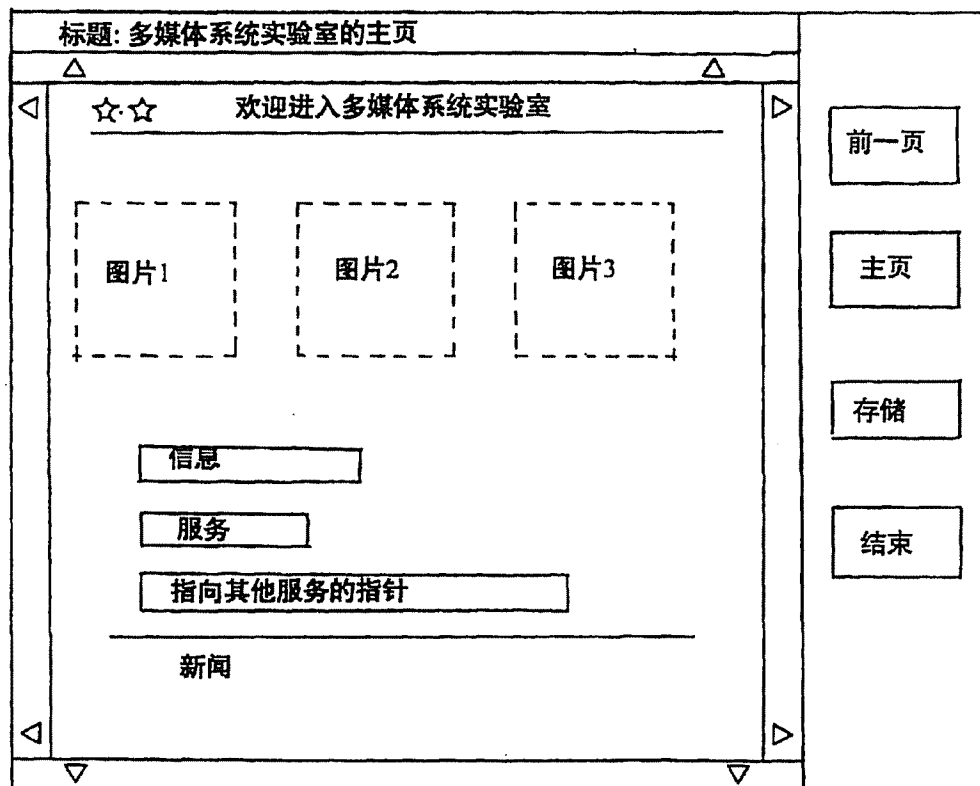 标题: 多媒体系统实验室的主页
欢迎进入多媒体系统实验室
图片1
图片2
图片3
信息
服务
指向其他服务的指针
新闻
前一页
主页
存储
结束